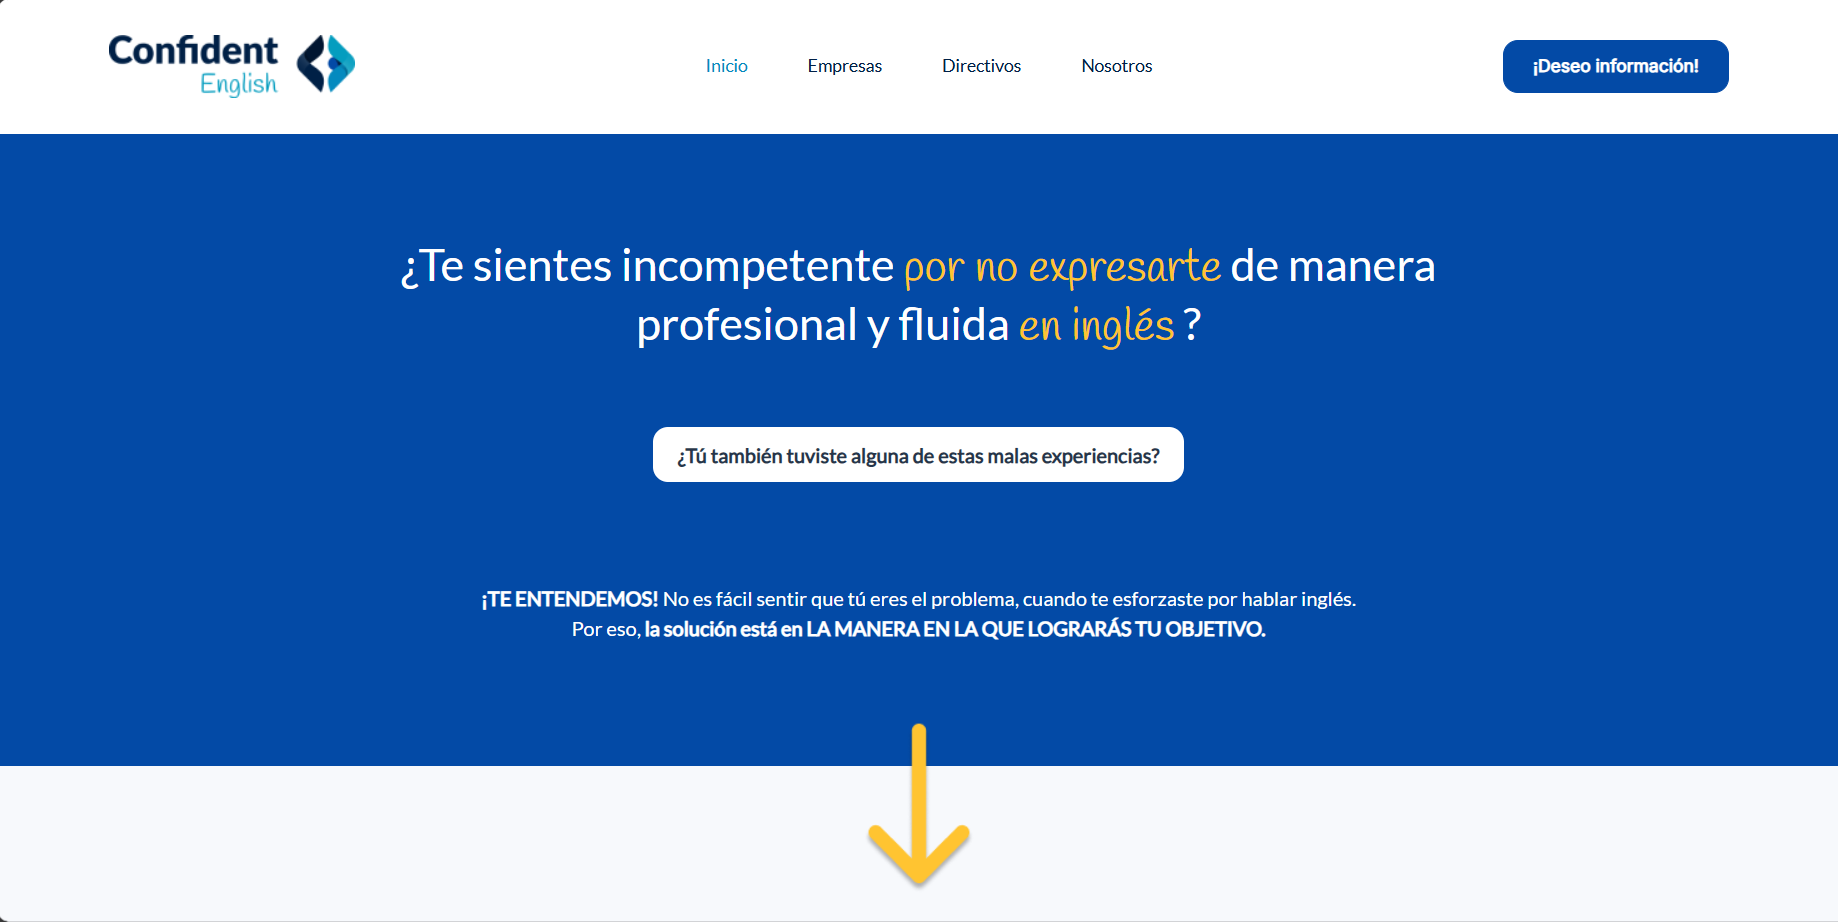 Confident
English
Inicio Empresas Directivos Nosotros
¡Deseo información!
¿Te sientes incompetente por no expresarte de manera
profesional y fluida en inglés ?
¿Tú también tuviste alguna de estas malas experiencias?
¡TE ENTENDEMOS! No es fácil sentir que tú eres el problema, cuando te esforzaste por hablar inglés.
Por eso, la solución está en LA MANERA EN LA QUE LOGRARÁS TU OBJETIVO.